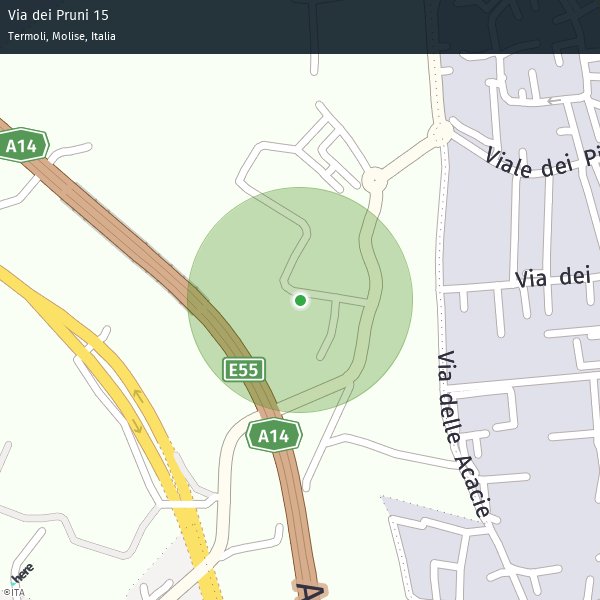 Via dei Pruni 15
Termoli, Molise, Italia
A14
Viale dei Pi
Via dei
E55
Via delle Acacie
A14
A
here
©ITA